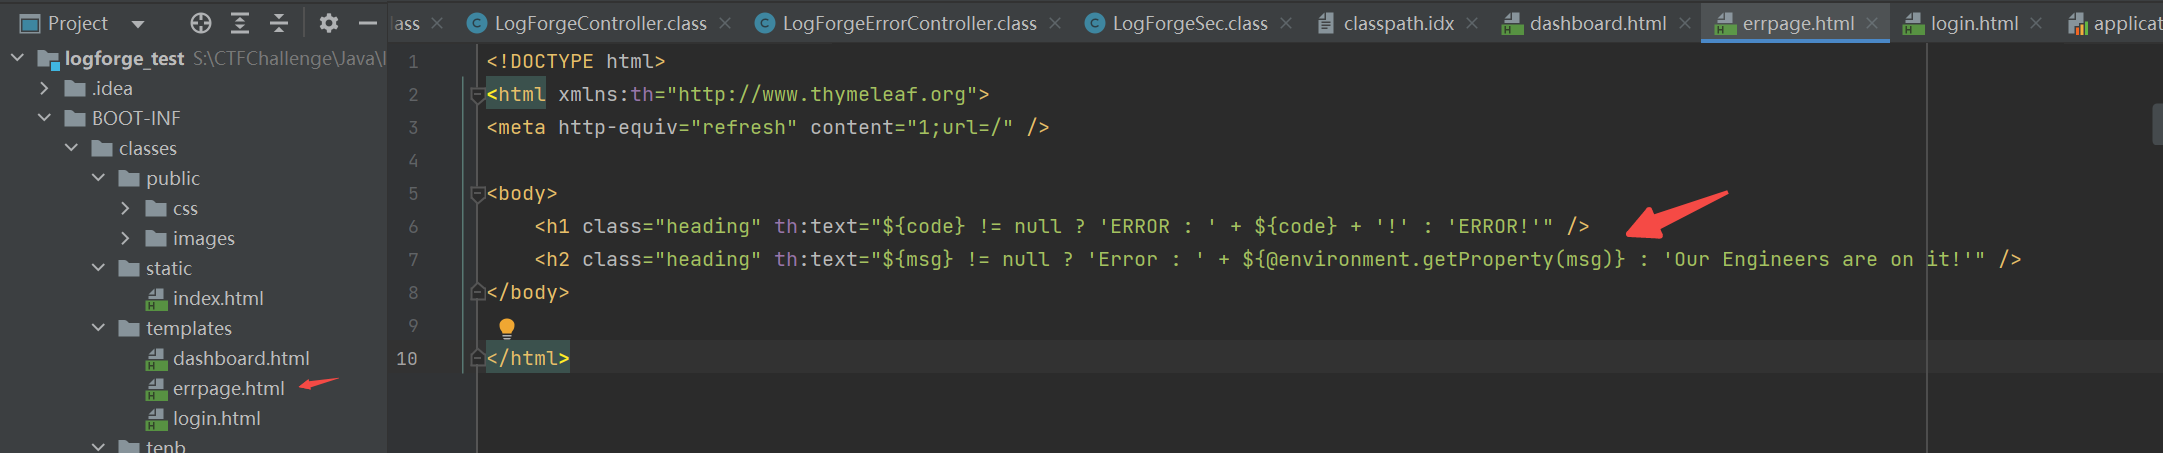 Project
lass LogForgeController.class LogForgeErrorController.class LogForgeSec.class classpath.idx dashboard.html errpage.html login.html applicat
logforge_test S:\CTFChallenge\Java\l
.idea
BOOT-INF
classes
public
css
images
static
index.html
templates
dashboard.html
errpage.html
login.html
tenb
1 <!DOCTYPE html>
2 <html xmlns:th="http://www.thymeleaf.org">
3 <meta http-equiv="refresh" content="1;url=/" />
4
5 <body>
6 <h1 class="heading" th:text="${code} != null ? 'ERROR : ' + ${code} + '!' : 'ERROR!'" />
7 <h2 class="heading" th:text="${msg} != null ? 'Error : ' + ${@environment.getProperty(msg)} : 'Our Engineers are on it!'" />
8 </body>
9
10 </html>